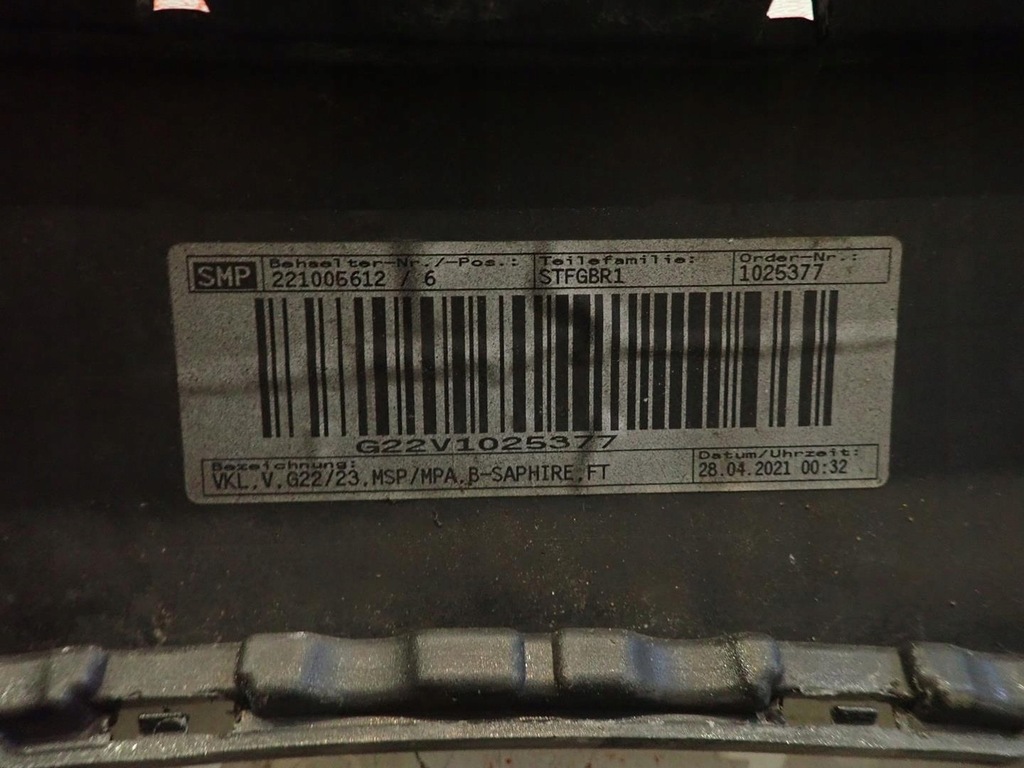 SMP
Behaelter-Nr./-Pos.: Teilefamilie: Order-Nr.:
221005612 / 6 STFGBR1 1025377
G22V1025377
Bezeichnung: Datum/Uhrzeit:
VKL,V,G22/23,MSP/MPA,B-SAPHIRE,FT 28.04.2021 00:32